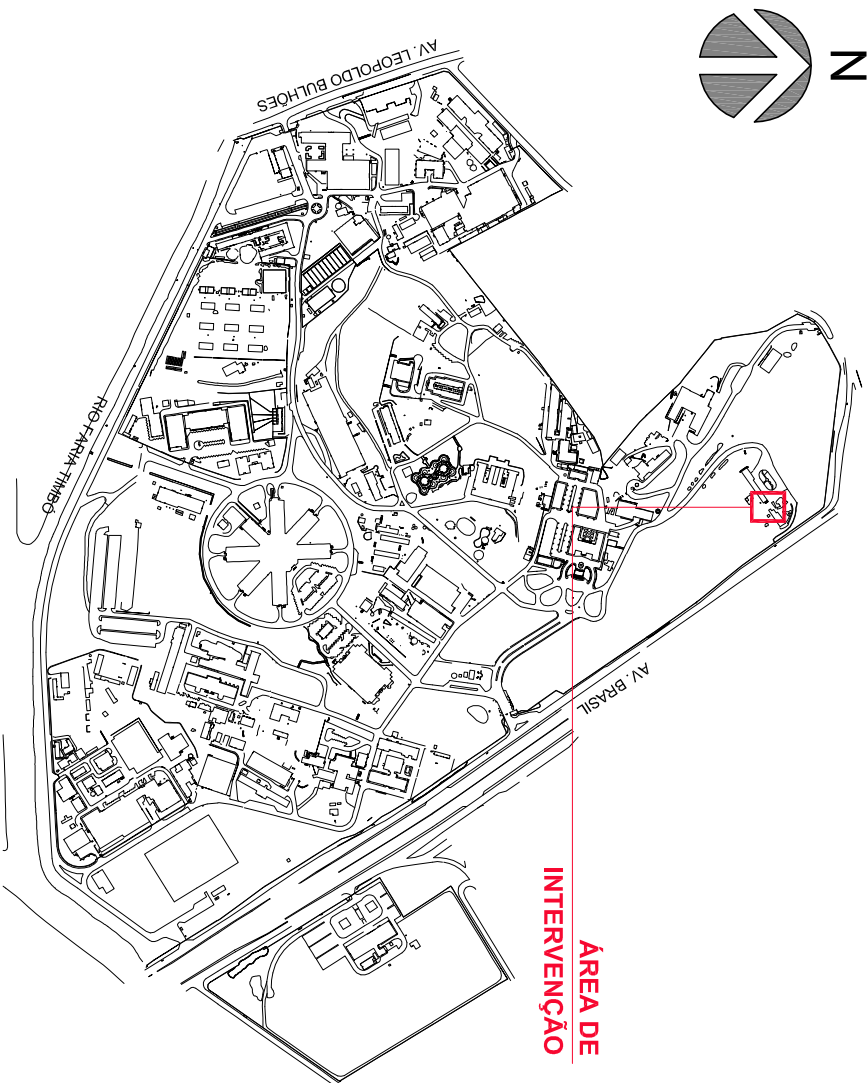 N
AV. LEOPOLDO BULHÕES
RIO FARIA TIMBÓ
AV. BRASIL
ÁREA DE
INTERVENÇÃO